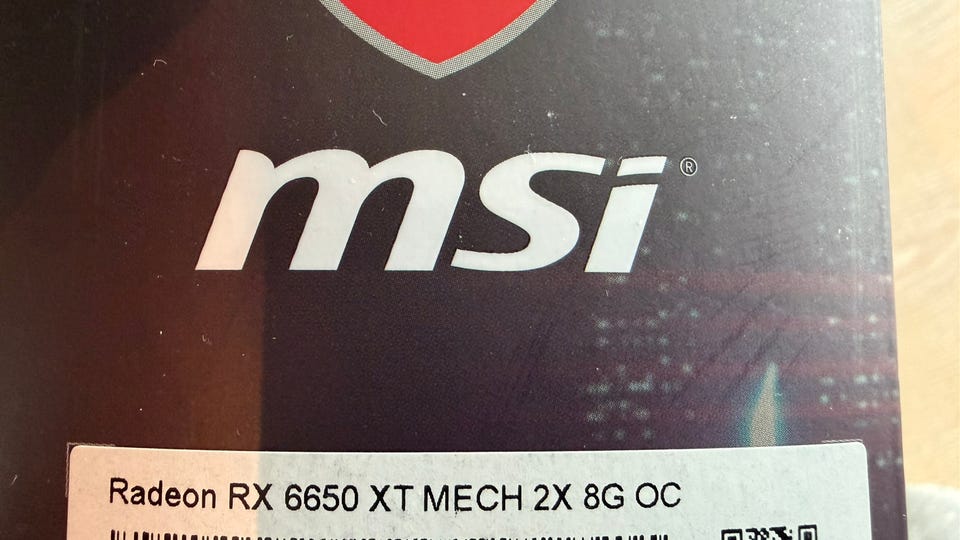 msi®
Radeon RX 6650 XT MECH 2X 8G OC